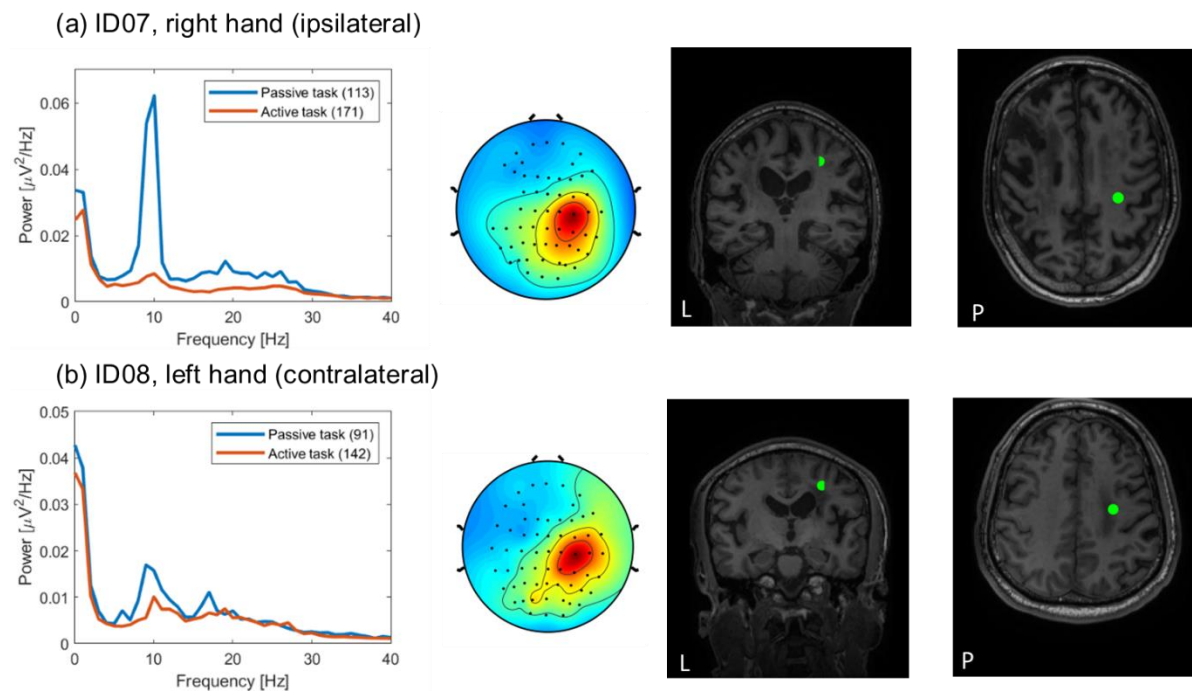 (a) ID07, right hand (ipsilateral)
Power [μV²/Hz]
0.06
0.04
0.02
0
Passive task (113)
Active task (171)
0 10 20 30 40
Frequency [Hz]
L
P
(b) ID08, left hand (contralateral)
Power [μV²/Hz]
0.05
0.04
0.03
0.02
0.01
0
Passive task (91)
Active task (142)
0 10 20 30 40
Frequency [Hz]
L
P